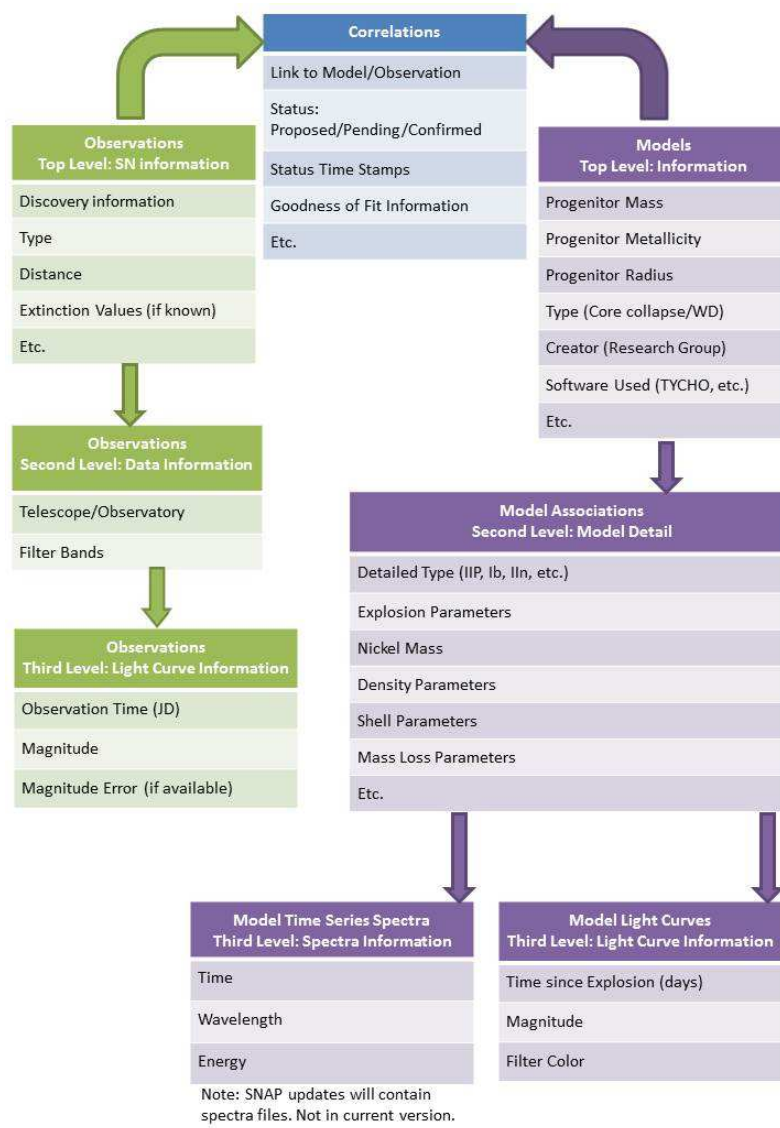 Correlations
Link to Model/Observation
Status:
Proposed/Pending/Confirmed
Status Time Stamps
Goodness of Fit Information
Etc.
Observations
Top Level: SN information
Discovery information
Type
Distance
Extinction Values (if known)
Etc.
Observations
Second Level: Data Information
Telescope/Observatory
Filter Bands
Observations
Third Level: Light Curve Information
Observation Time (JD)
Magnitude
Magnitude Error (if available)
Models
Top Level: Information
Progenitor Mass
Progenitor Metallicity
Progenitor Radius
Type (Core collapse/WD)
Creator (Research Group)
Software Used (TYCHO, etc.)
Etc.
Model Associations
Second Level: Model Detail
Detailed Type (IIP, Ib, IIn, etc.)
Explosion Parameters
Nickel Mass
Density Parameters
Shell Parameters
Mass Loss Parameters
Etc.
Model Time Series Spectra
Third Level: Spectra Information
Time
Wavelength
Energy
Note: SNAP updates will contain
spectra files. Not in current version.
Model Light Curves
Third Level: Light Curve Information
Time since Explosion (days)
Magnitude
Filter Color